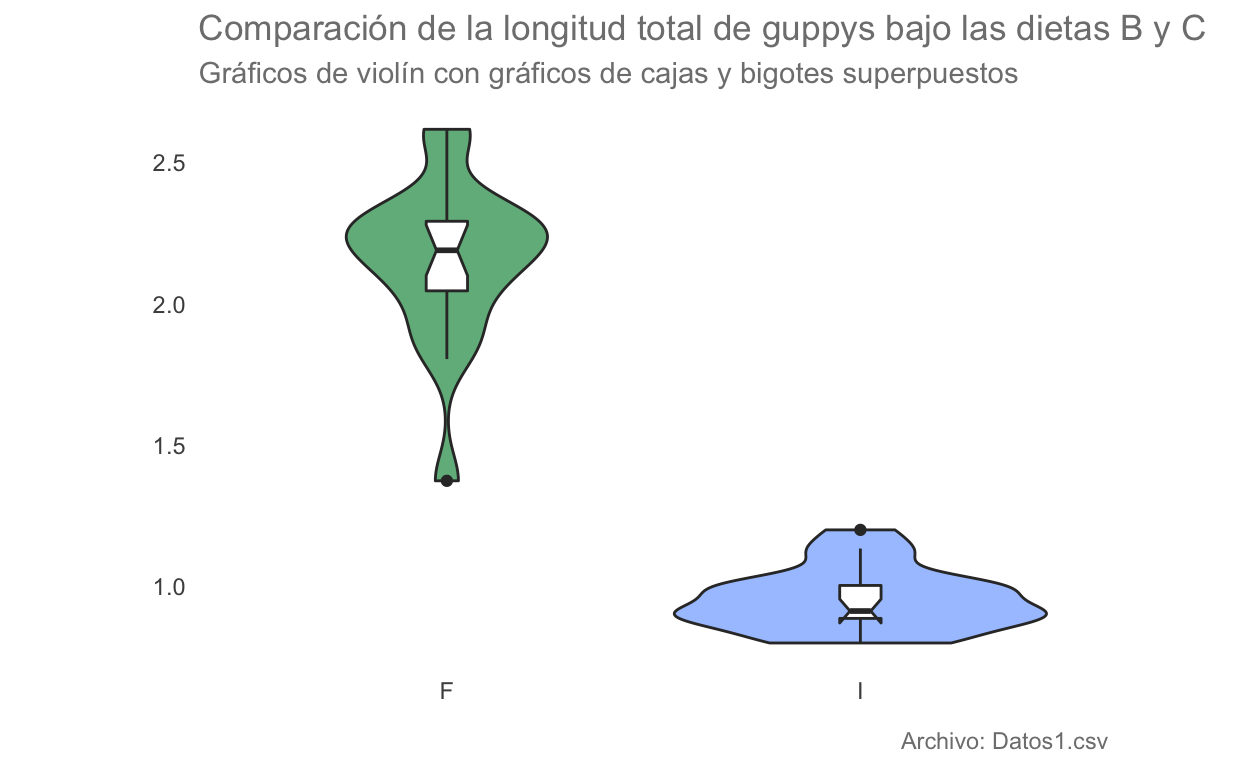 Comparación de la longitud total de guppys bajo las dietas B y C
Gráficos de violín con gráficos de cajas y bigotes superpuestos
2.5
2.0
1.5
1.0
F
I
Archivo: Datos1.csv